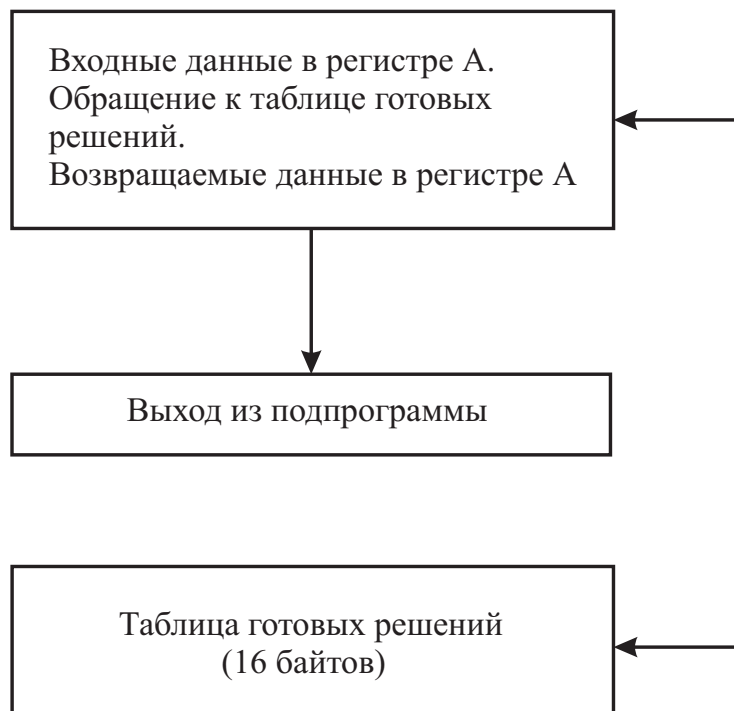 Входные данные в регистре А.
Обращение к таблице готовых
решений.
Возвращаемые данные в регистре А
Выход из подпрограммы
Таблица готовых решений
(16 байтов)